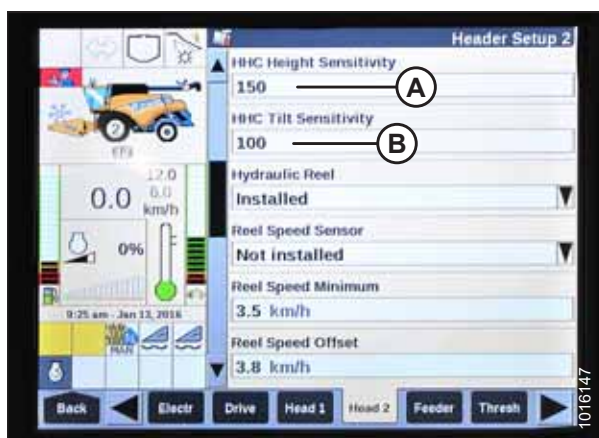 Header Setup 2
HHC Height Sensitivity
150
A
HHC Tilt Sensitivity
100
B
Hydraulic Reel
Installed
Reel Speed Sensor
Not installed
Reel Speed Minimum
3.5 km/h
Reel Speed Offset
3.8 km/h
2
12.0
0.0
0.0
km/h
0%
9:25 am - Jan 13, 2016
MAN
Back
Electr
Drive
Head 1
Head 2
Feeder
Thresh
1016147